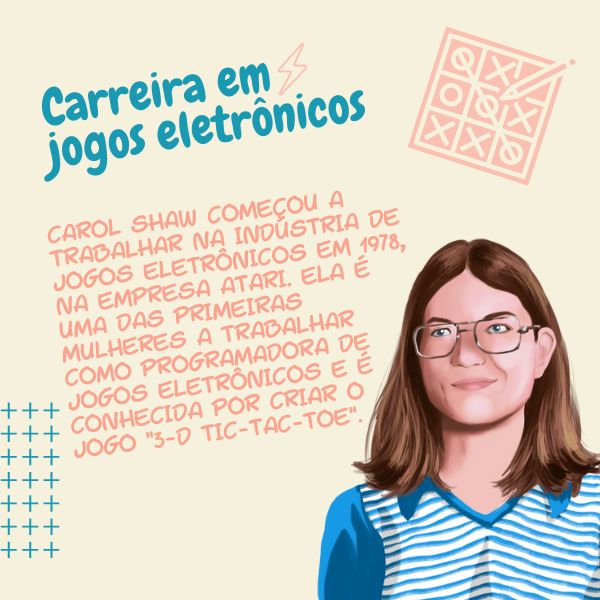 Carreira em
jogos eletrônicos
CAROL SHAW COMEÇOU A
TRABALHAR NA INDÚSTRIA DE
JOGOS ELETRÔNICOS EM 1978,
NA EMPRESA ATARI. ELA É
UMA DAS PRIMEIRAS
MULHERES A TRABALHAR
COMO PROGRAMADORA DE
JOGOS ELETRÔNICOS E É
CONHECIDA POR CRIAR O
JOGO "3-D TIC-TAC-TOE".